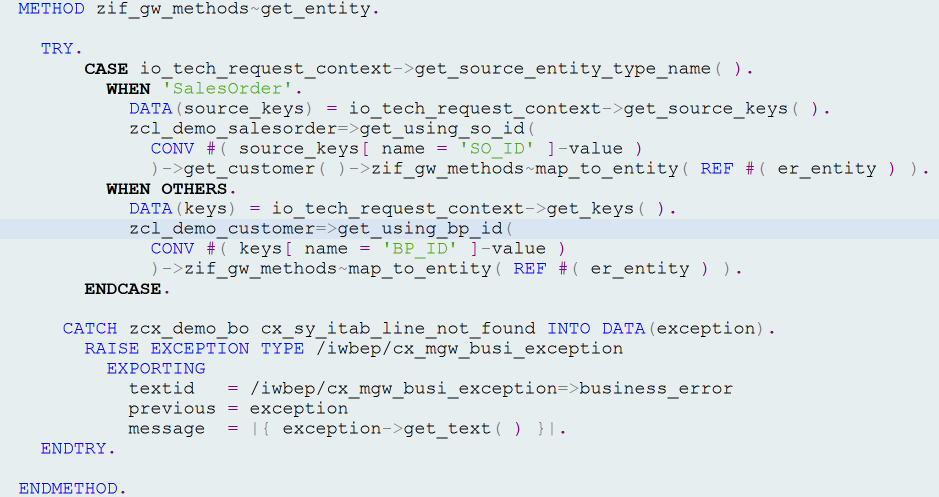 METHOD zif_gw_methods~get_entity.
TRY.
CASE io_tech_request_context->get_source_entity_type_name( ).
WHEN 'SalesOrder'.
DATA(source_keys) = io_tech_request_context->get_source_keys( ).
zcl_demo_salesorder=>get_using_so_id(
CONV #( source_keys[ name = 'SO_ID' ]-value )
)->get_customer( )->zif_gw_methods~map_to_entity( REF #( er_entity ) ).
WHEN OTHERS.
DATA(keys) = io_tech_request_context->get_keys( ).
zcl_demo_customer=>get_using_bp_id(
CONV #( keys[ name = 'BP_ID' ]-value )
)->zif_gw_methods~map_to_entity( REF #( er_entity ) ).
ENDCASE.
CATCH zcx_demo_bo cx_sy_itab_line_not_found INTO DATA(exception).
RAISE EXCEPTION TYPE /iwbep/cx_mgw_busi_exception
EXPORTING
textid = /iwbep/cx_mgw_busi_exception=>business_error
previous = exception
message = |{ exception->get_text( ) }|.
ENDTRY.
ENDMETHOD.